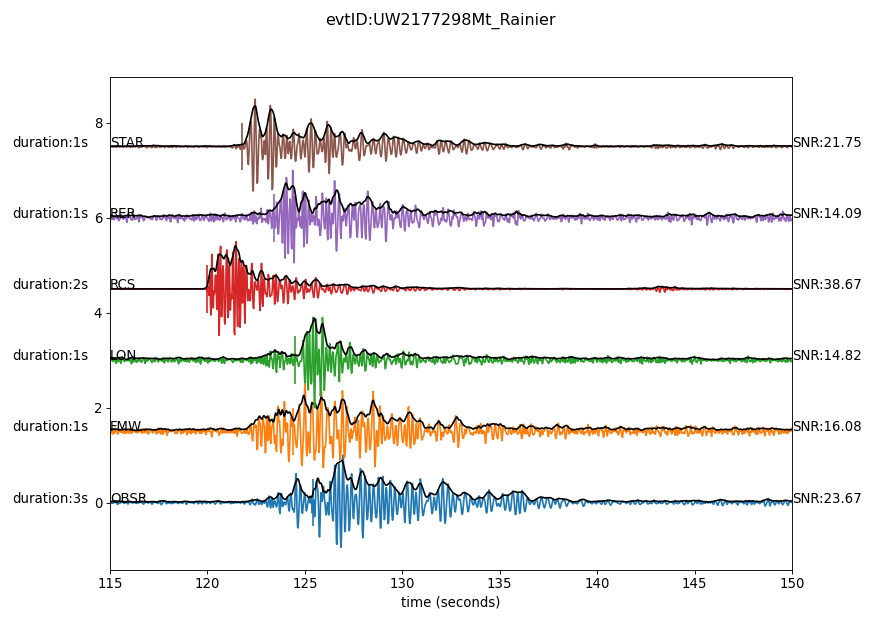 evtID:UW2177298Mt_Rainier
8
duration:1s STAR SNR:21.75
duration:1s RER SNR:14.09
6
duration:2s RCS SNR:38.67
4
duration:1s LON SNR:14.82
2
duration:1s FMW SNR:16.08
duration:3s OBSR SNR:23.67
0
115 120 125 130 135 140 145 150
time (seconds)